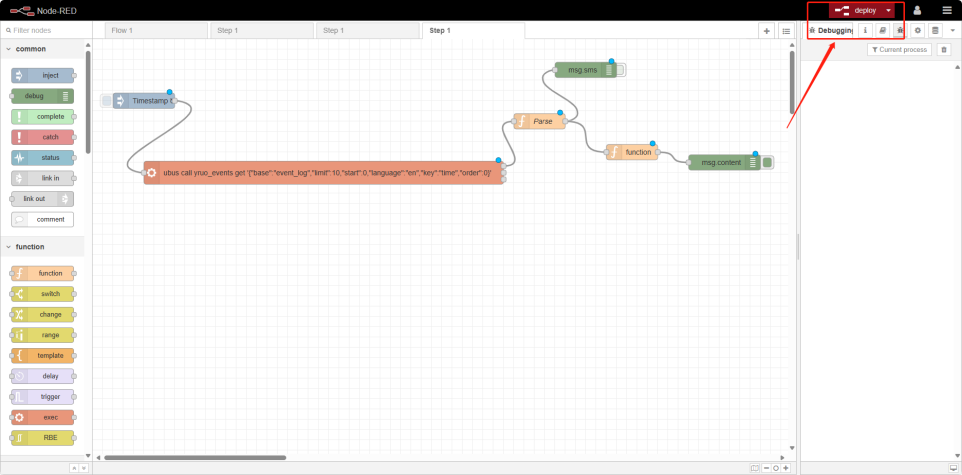 Node-RED
deploy
Filter nodes
Flow 1
Step 1
Step 1
Step 1
Debugging
Current process
common
inject
debug
complete
catch
status
link in
link out
comment
function
function
switch
change
range
template
delay
trigger
exec
RBE
Timestamp t
ubus call yruo_events get '{"base":"event_log","limit":10,"start":0,"language":"en","key":"time","order":0}'
Parse
msg.sms
function
msg.content